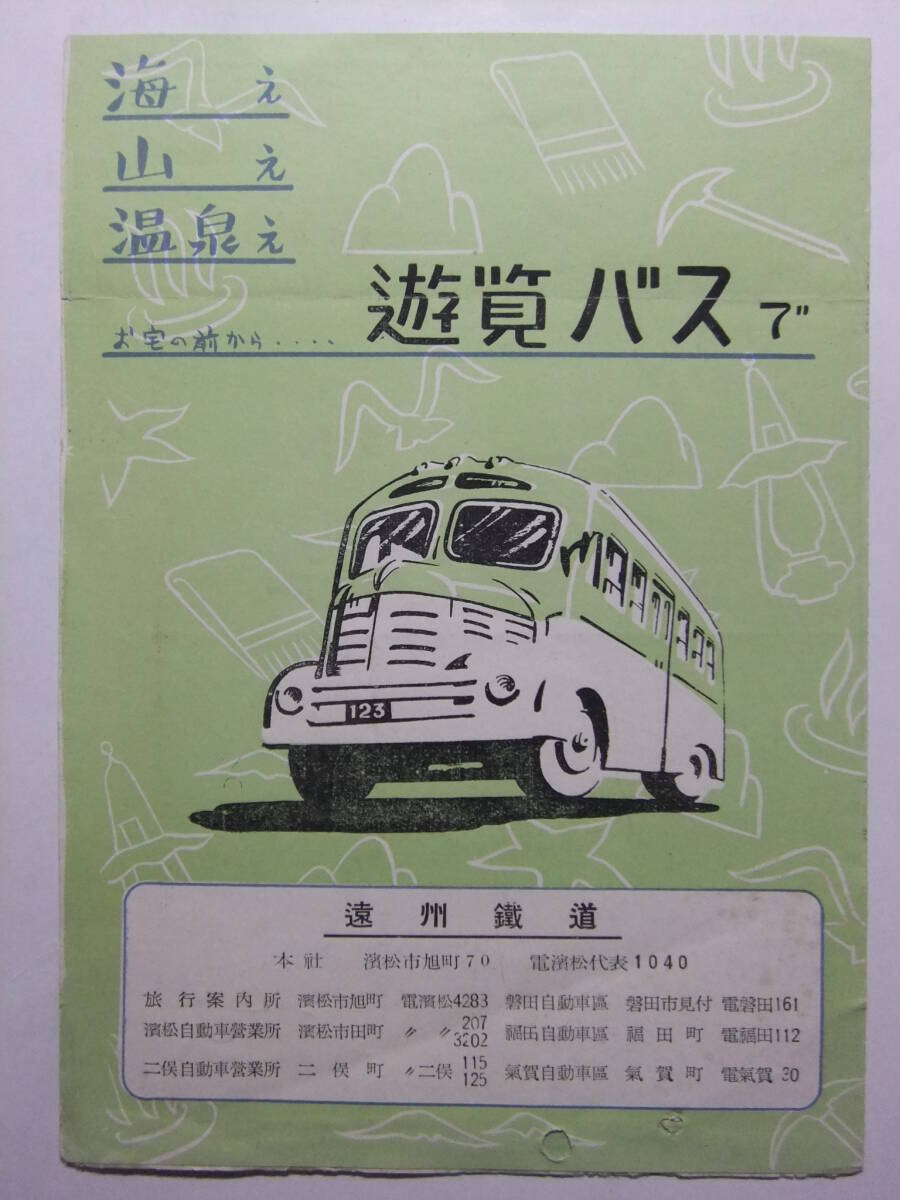 海え
山え
温泉え
お宅の前から‥‥遊覧バスで
123
遠州鐵道
本社 濱松市旭町70 電濱松代表1040
旅行案内所 濱松市旭町 電濱松4283 磐田自動車區 磐田市見付 電磐田161
濱松自動車営業所 濱松市田町 〃〃207 3202 福田自動車區 福田町 電福田112
二俣自動車営業所 二俣町 〃二俣115 125 氣賀自動車區 氣賀町 電氣賀30